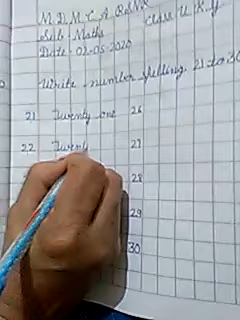 M.D.M.C.A. Class U.K.G
Sub - Maths
Date - 02-05-2020
Write number spelling 21 to 30
21 Twenty one 26
22 Twenty 27
28
29
30